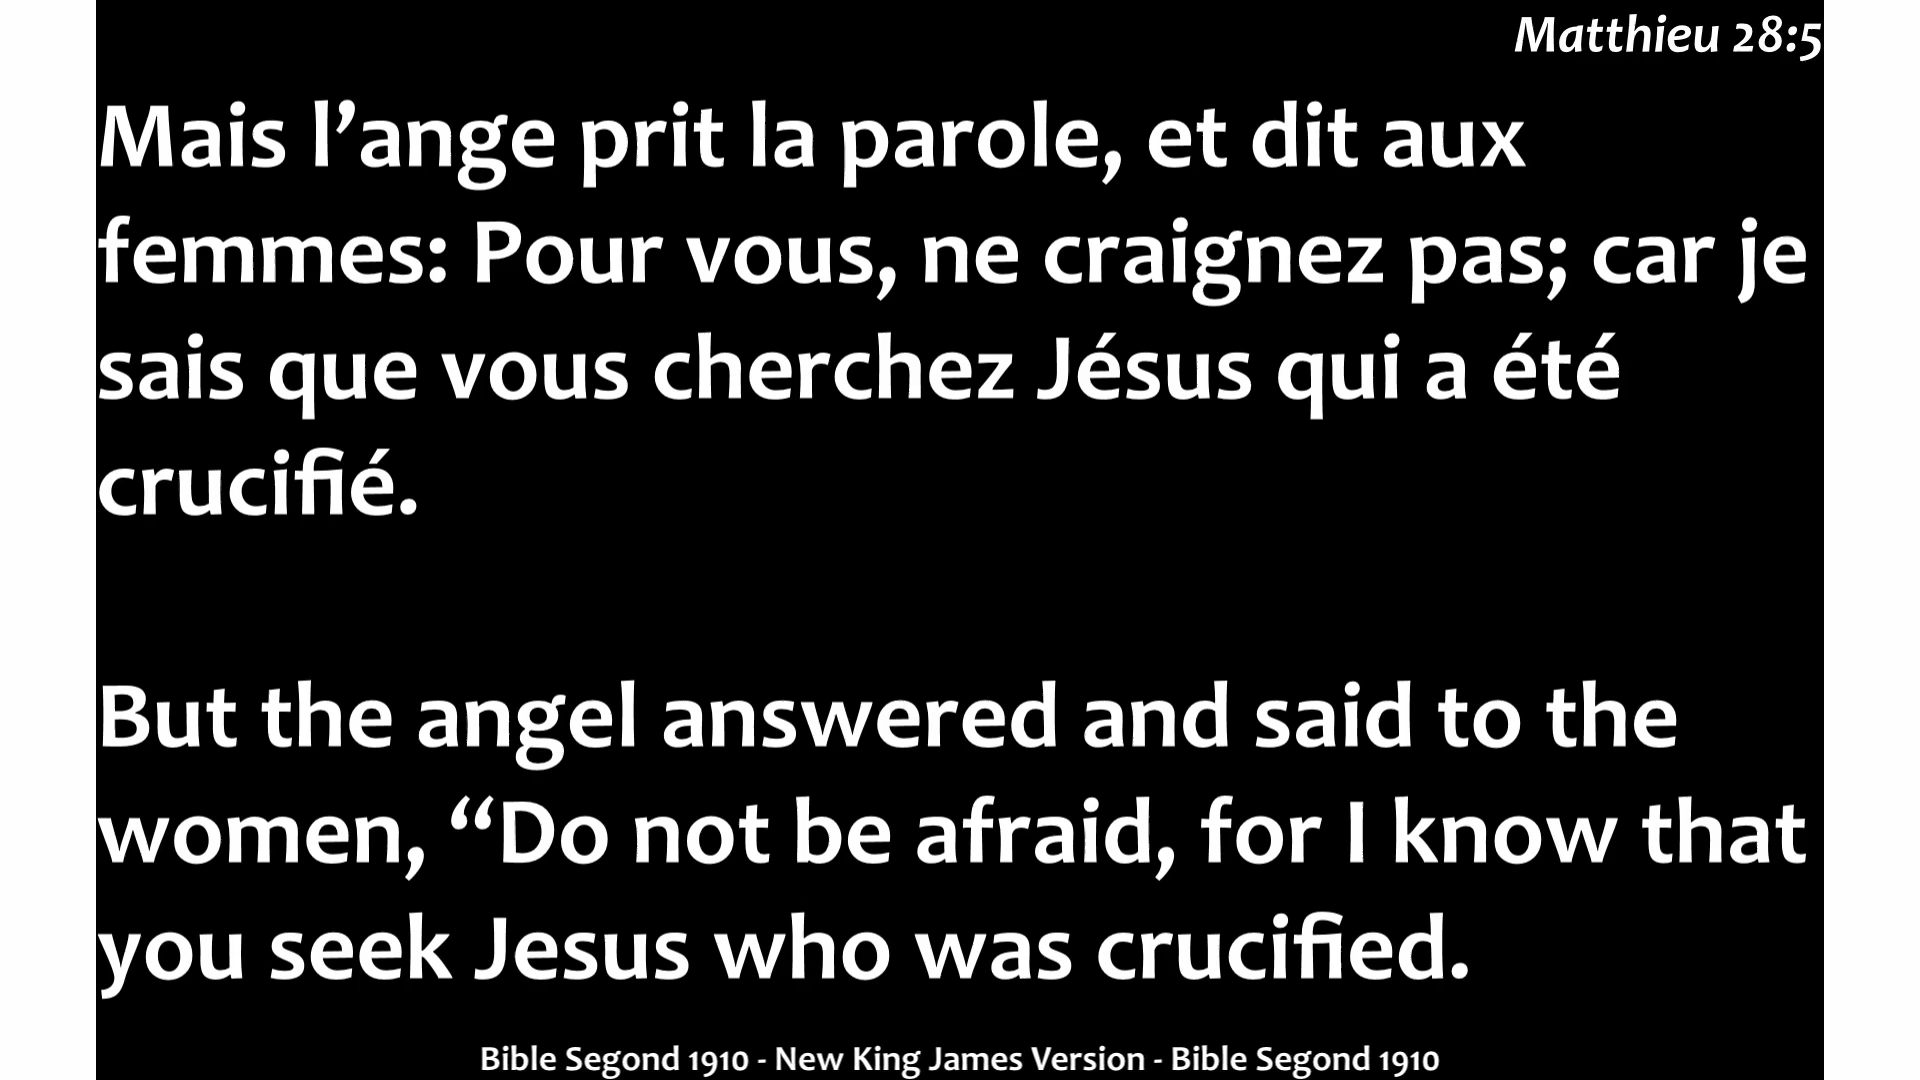 Matthieu 28:5
Mais l’ange prit la parole, et dit aux
femmes: Pour vous, ne craignez pas; car je
sais que vous cherchez Jésus qui a été
crucifié.
But the angel answered and said to the
women, “Do not be afraid, for I know that
you seek Jesus who was crucified.
Bible Segond 1910 - New King James Version - Bible Segond 1910